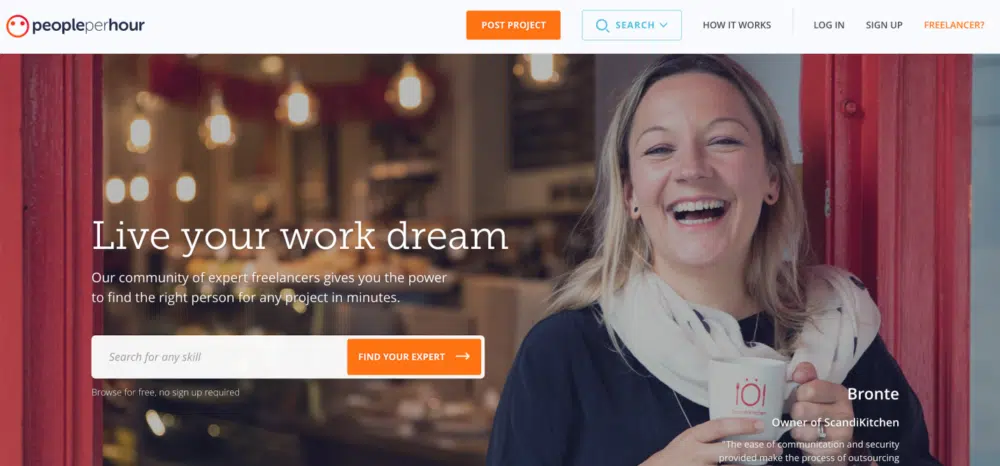 peopleperhour
POST PROJECT
SEARCH
HOW IT WORKS
LOG IN
SIGN UP
FREELANCER?
Live your work dream
Our community of expert freelancers gives you the power
to find the right person for any project in minutes.
Search for any skill
FIND YOUR EXPERT
Browse for free, no sign up required
Bronte
Owner of ScandiKitchen
"The ease of communication and security
provided make the process of outsourcing